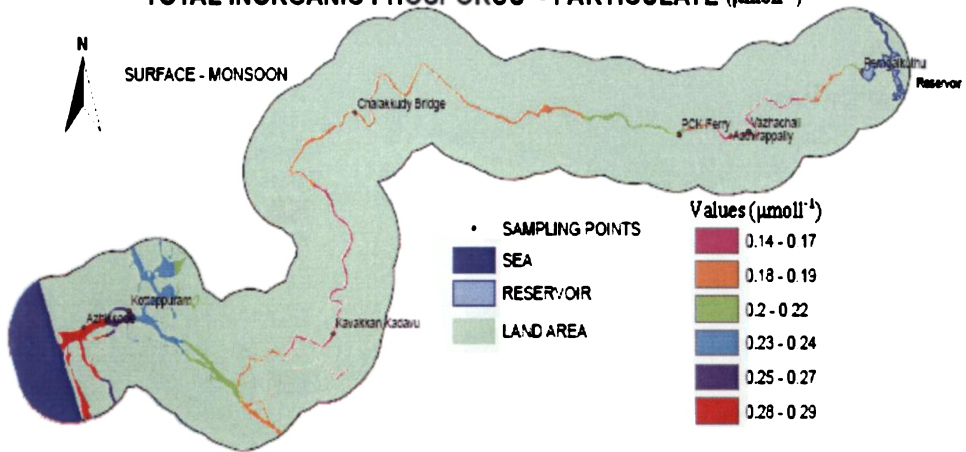 TOTAL INORGANIC PHOSPOROUS - PARTICULATE (μmoll⁻¹)
N
SURFACE - MONSOON
Chalakkudy Bridge
PCK Ferry
Vazhachal
Athirappally
Reservoir
Kottappuram
Kavakkan Kadavu
• SAMPLING POINTS
SEA
RESERVOIR
LAND AREA
Values (μmoll⁻¹)
0.14 - 0.17
0.18 - 0.19
0.2 - 0.22
0.23 - 0.24
0.25 - 0.27
0.28 - 0.29